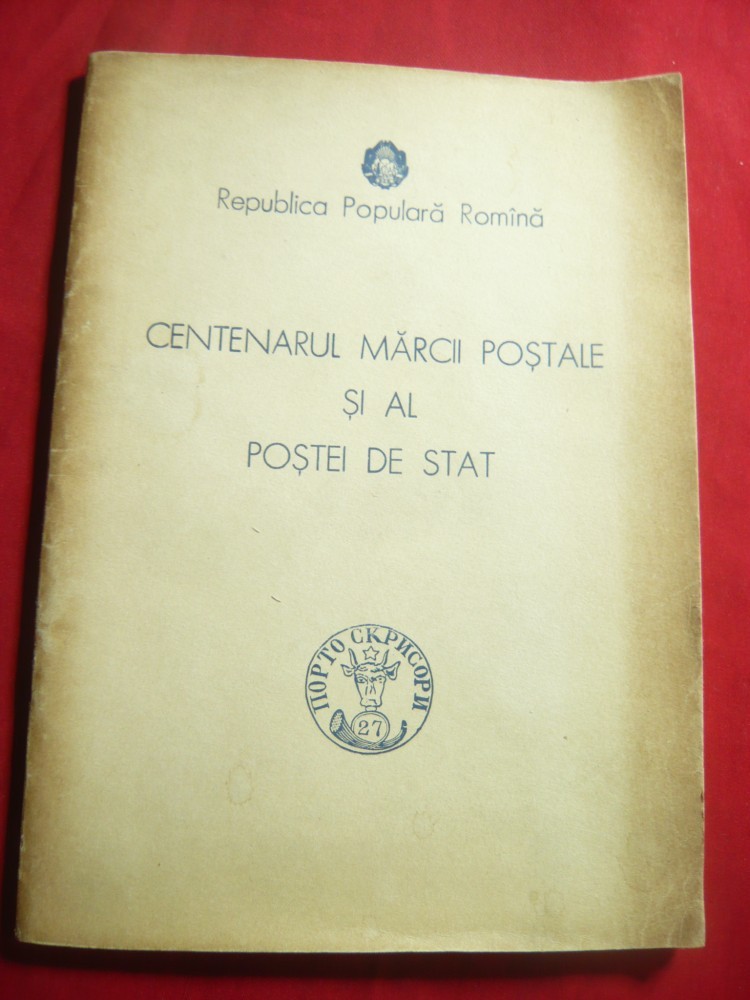 Republica Populară Romînă
CENTENARUL MĂRCII POȘTALE
ȘI AL
POȘTEI DE STAT
ПОРТО СКРИСОРИ
27